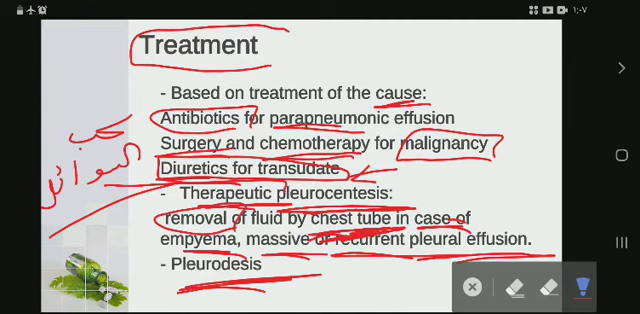 ١:٠٧
Treatment
- Based on treatment of the cause:
Antibiotics for parapneumonic effusion
Surgery and chemotherapy for malignancy
Diuretics for transudate
- Therapeutic pleurocentesis:
removal of fluid by chest tube in case of
empyema, massive or recurrent pleural effusion.
- Pleurodesis
سحب
السوائل